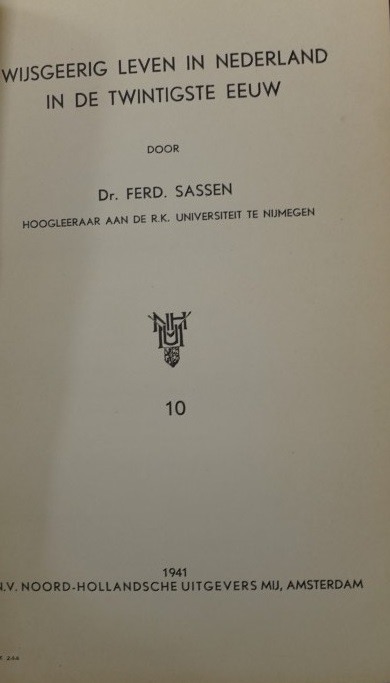 WIJSGEERIG LEVEN IN NEDERLAND
IN DE TWINTIGSTE EEUW
DOOR
Dr. FERD. SASSEN
HOOGLEERAAR AAN DE R.K. UNIVERSITEIT TE NIJMEGEN
NHUM
10
1941
N.V. NOORD-HOLLANDSCHE UITGEVERS MIJ, AMSTERDAM